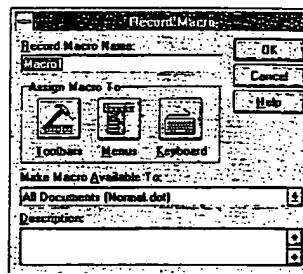 Record Macro
Record Macro Name:
Macro1
OK
Cancel
Help
Assign Macro To
Toolbars Menus Keyboard
Make Macro Available To:
All Documents (Normal.dot)
Description: